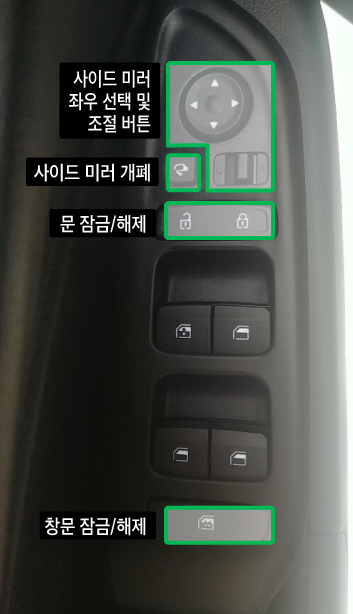 사이드 미러
좌우 선택 및
조절 버튼
사이드 미러 개폐
문 잠금/해제
창문 잠금/해제